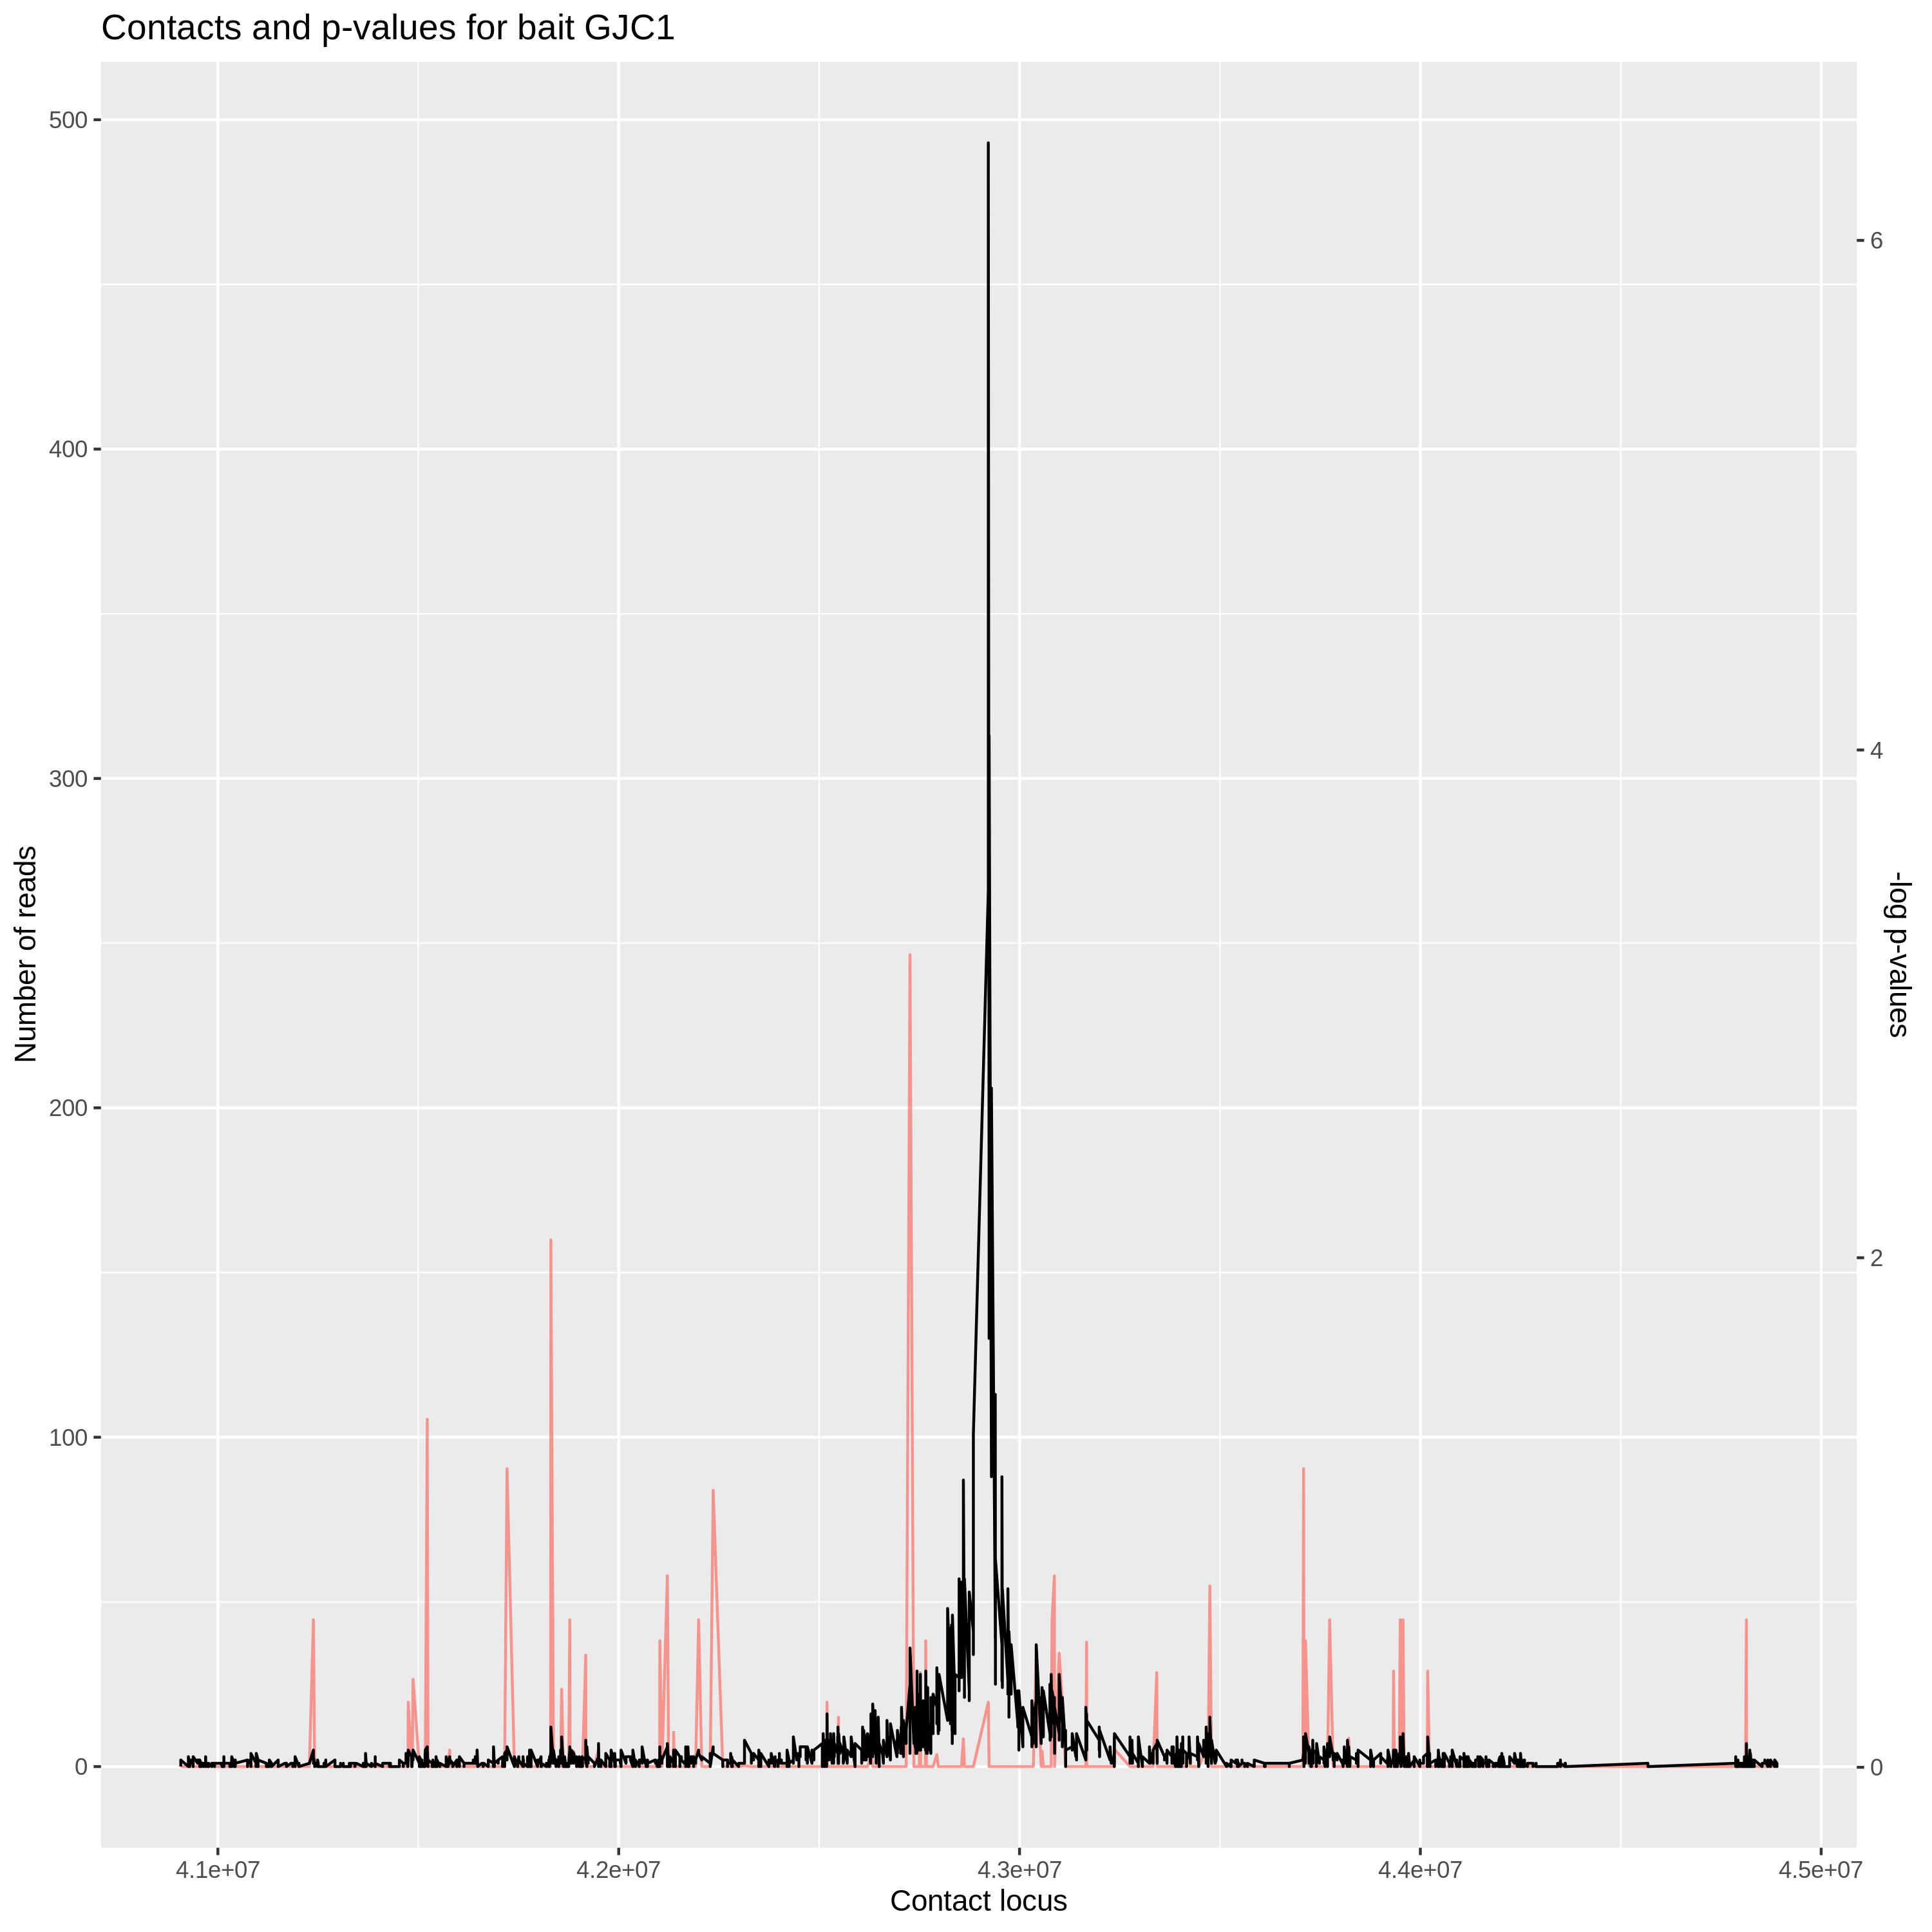 Contacts and p-values for bait GJC1
500
400
300
200
100
0
Number of reads
6
4
2
0
-log p-values
4.1e+07
4.2e+07
4.3e+07
4.4e+07
4.5e+07
Contact locus